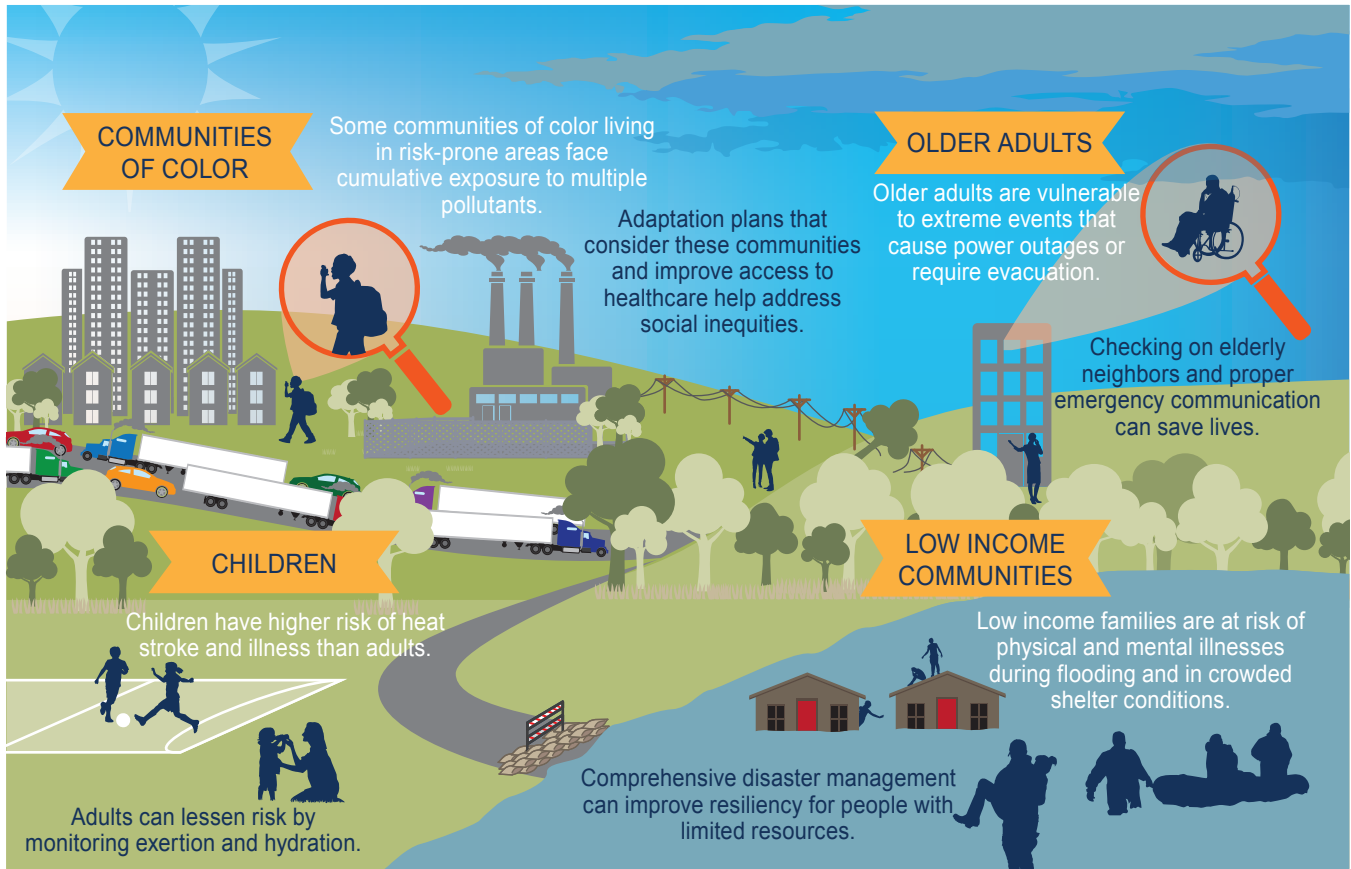 COMMUNITIES
OF COLOR
Some communities of color living
in risk-prone areas face
cumulative exposure to multiple
pollutants.
Adaptation plans that
consider these communities
and improve access to
healthcare help address
social inequities.
OLDER ADULTS
Older adults are vulnerable
to extreme events that
cause power outages or
require evacuation.
Checking on elderly
neighbors and proper
emergency communication
can save lives.
CHILDREN
Children have higher risk of heat
stroke and illness than adults.
Adults can lessen risk by
monitoring exertion and hydration.
LOW INCOME
COMMUNITIES
Low income families are at risk of
physical and mental illnesses
during flooding and in crowded
shelter conditions.
Comprehensive disaster management
can improve resiliency for people with
limited resources.